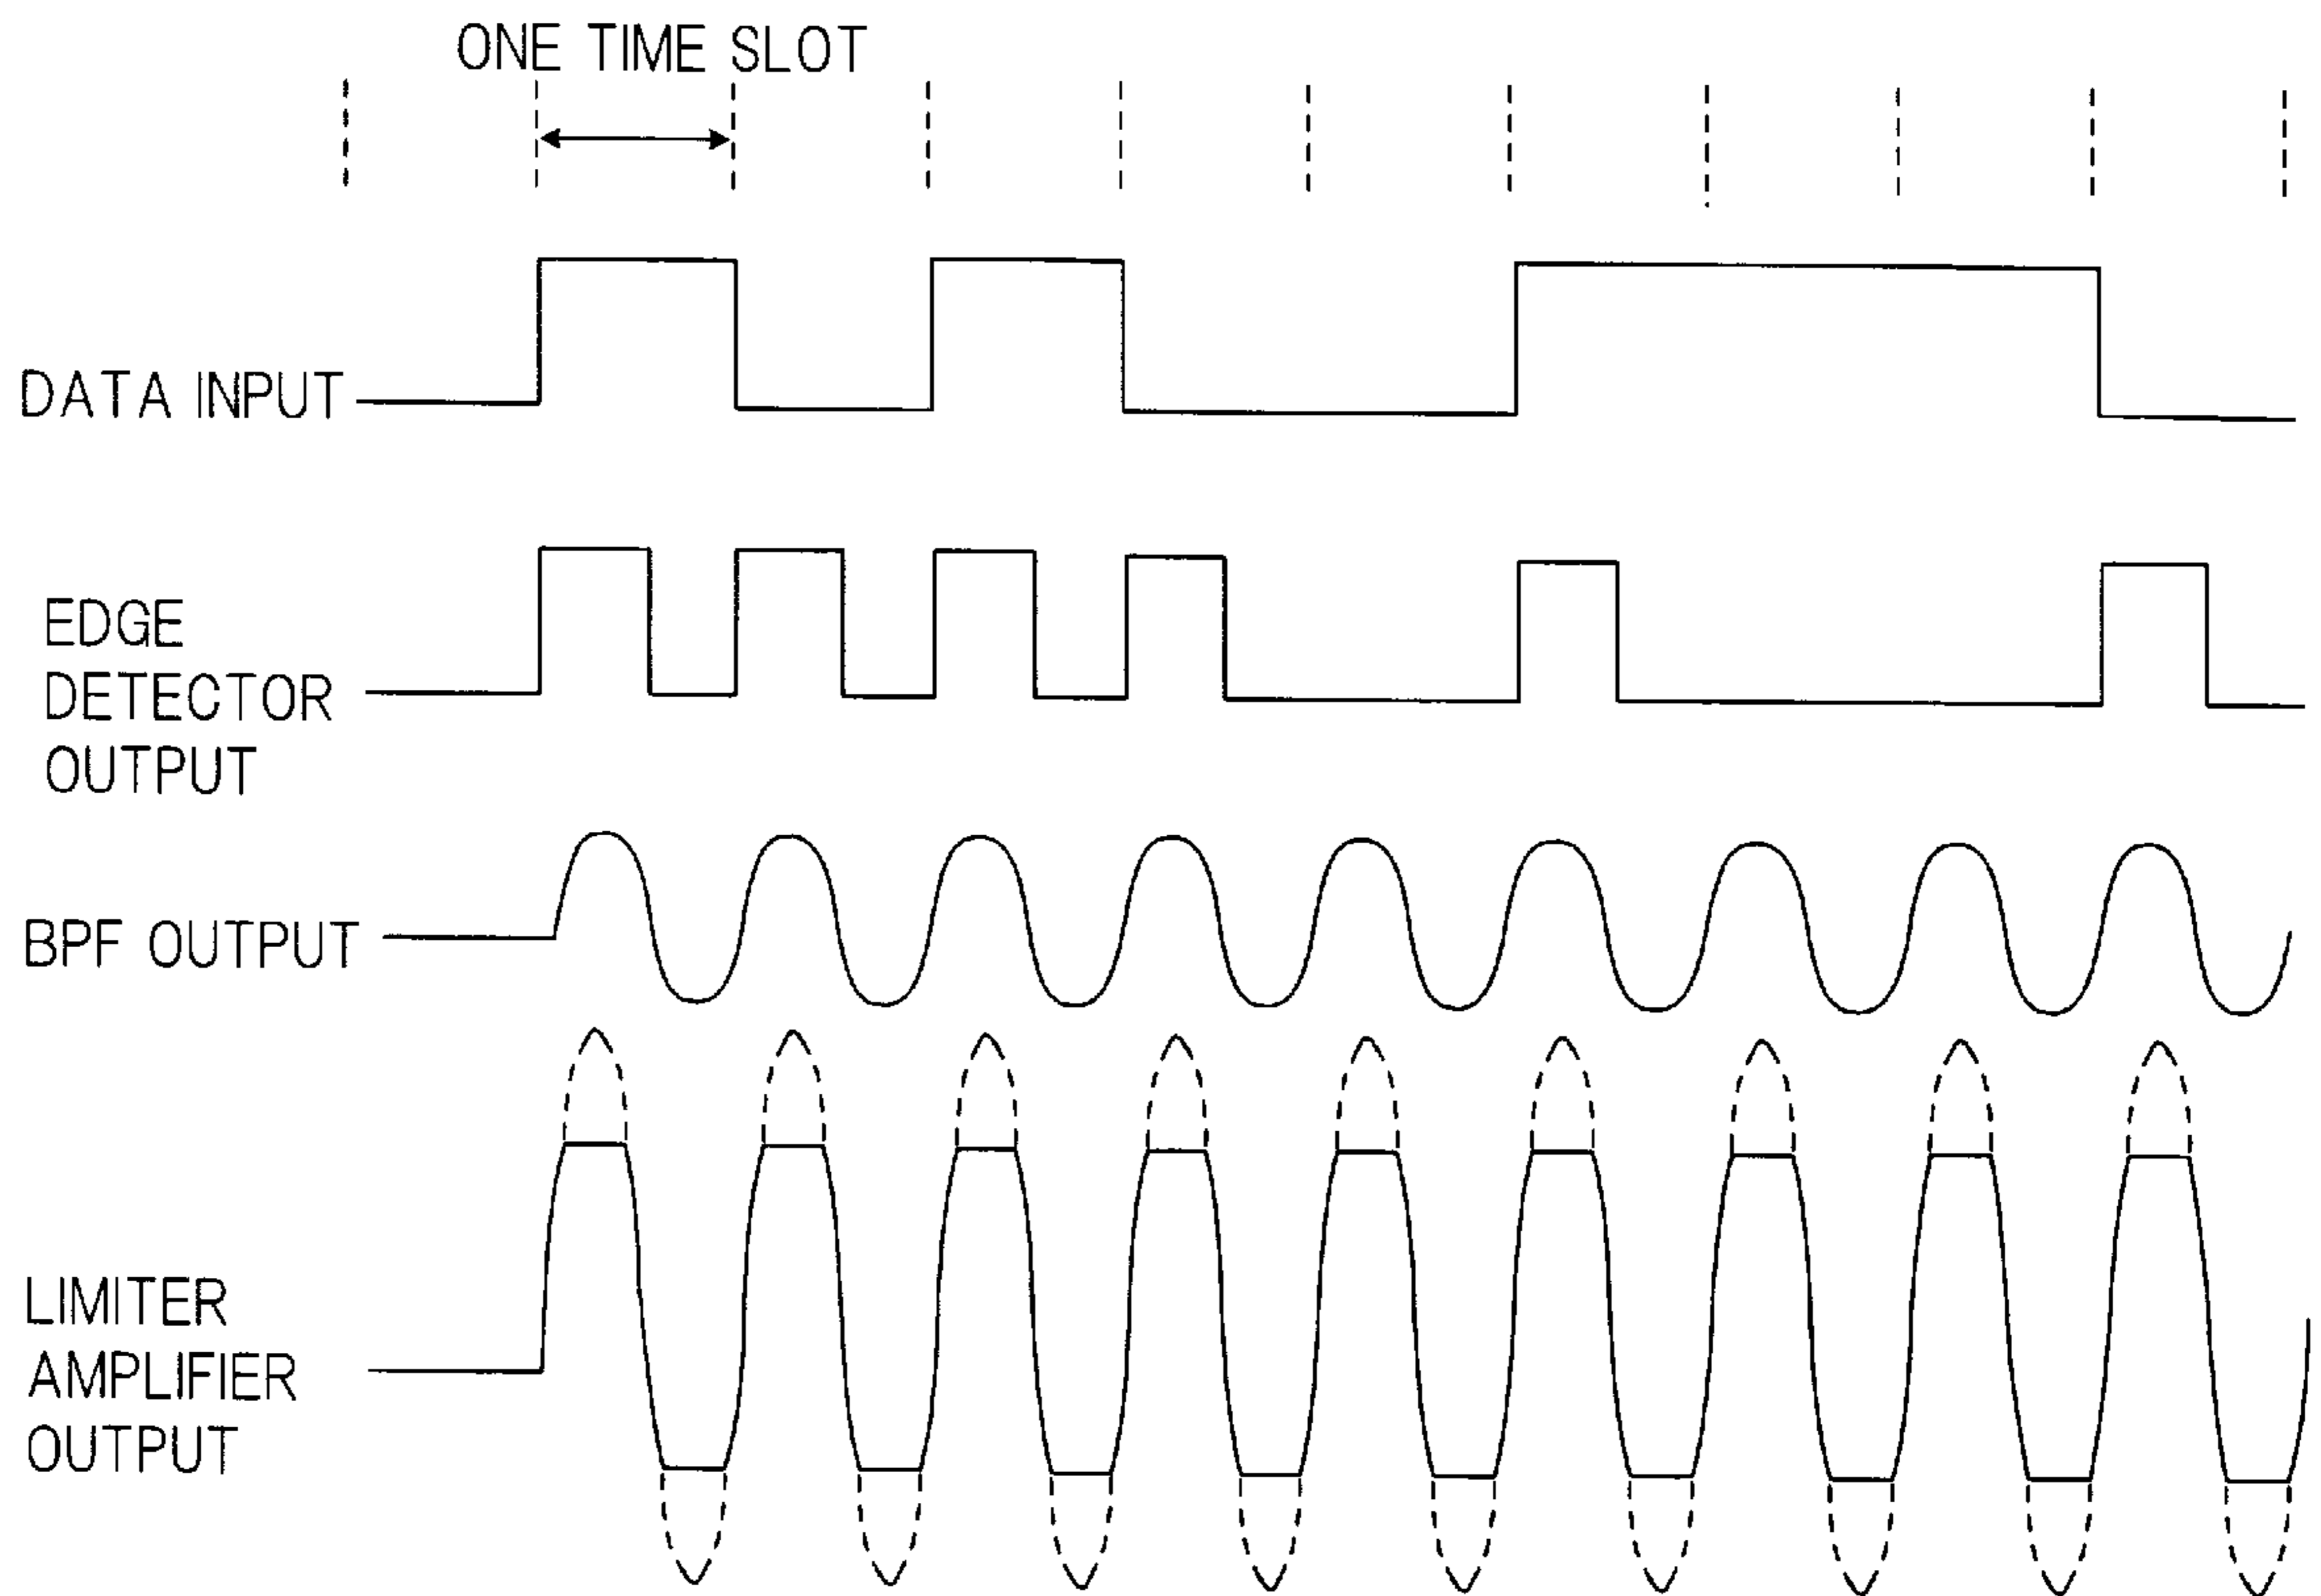 ONE TIME SLOT
DATA INPUT
EDGE
DETECTOR
OUTPUT
BPF OUTPUT
LIMITER
AMPLIFIER
OUTPUT